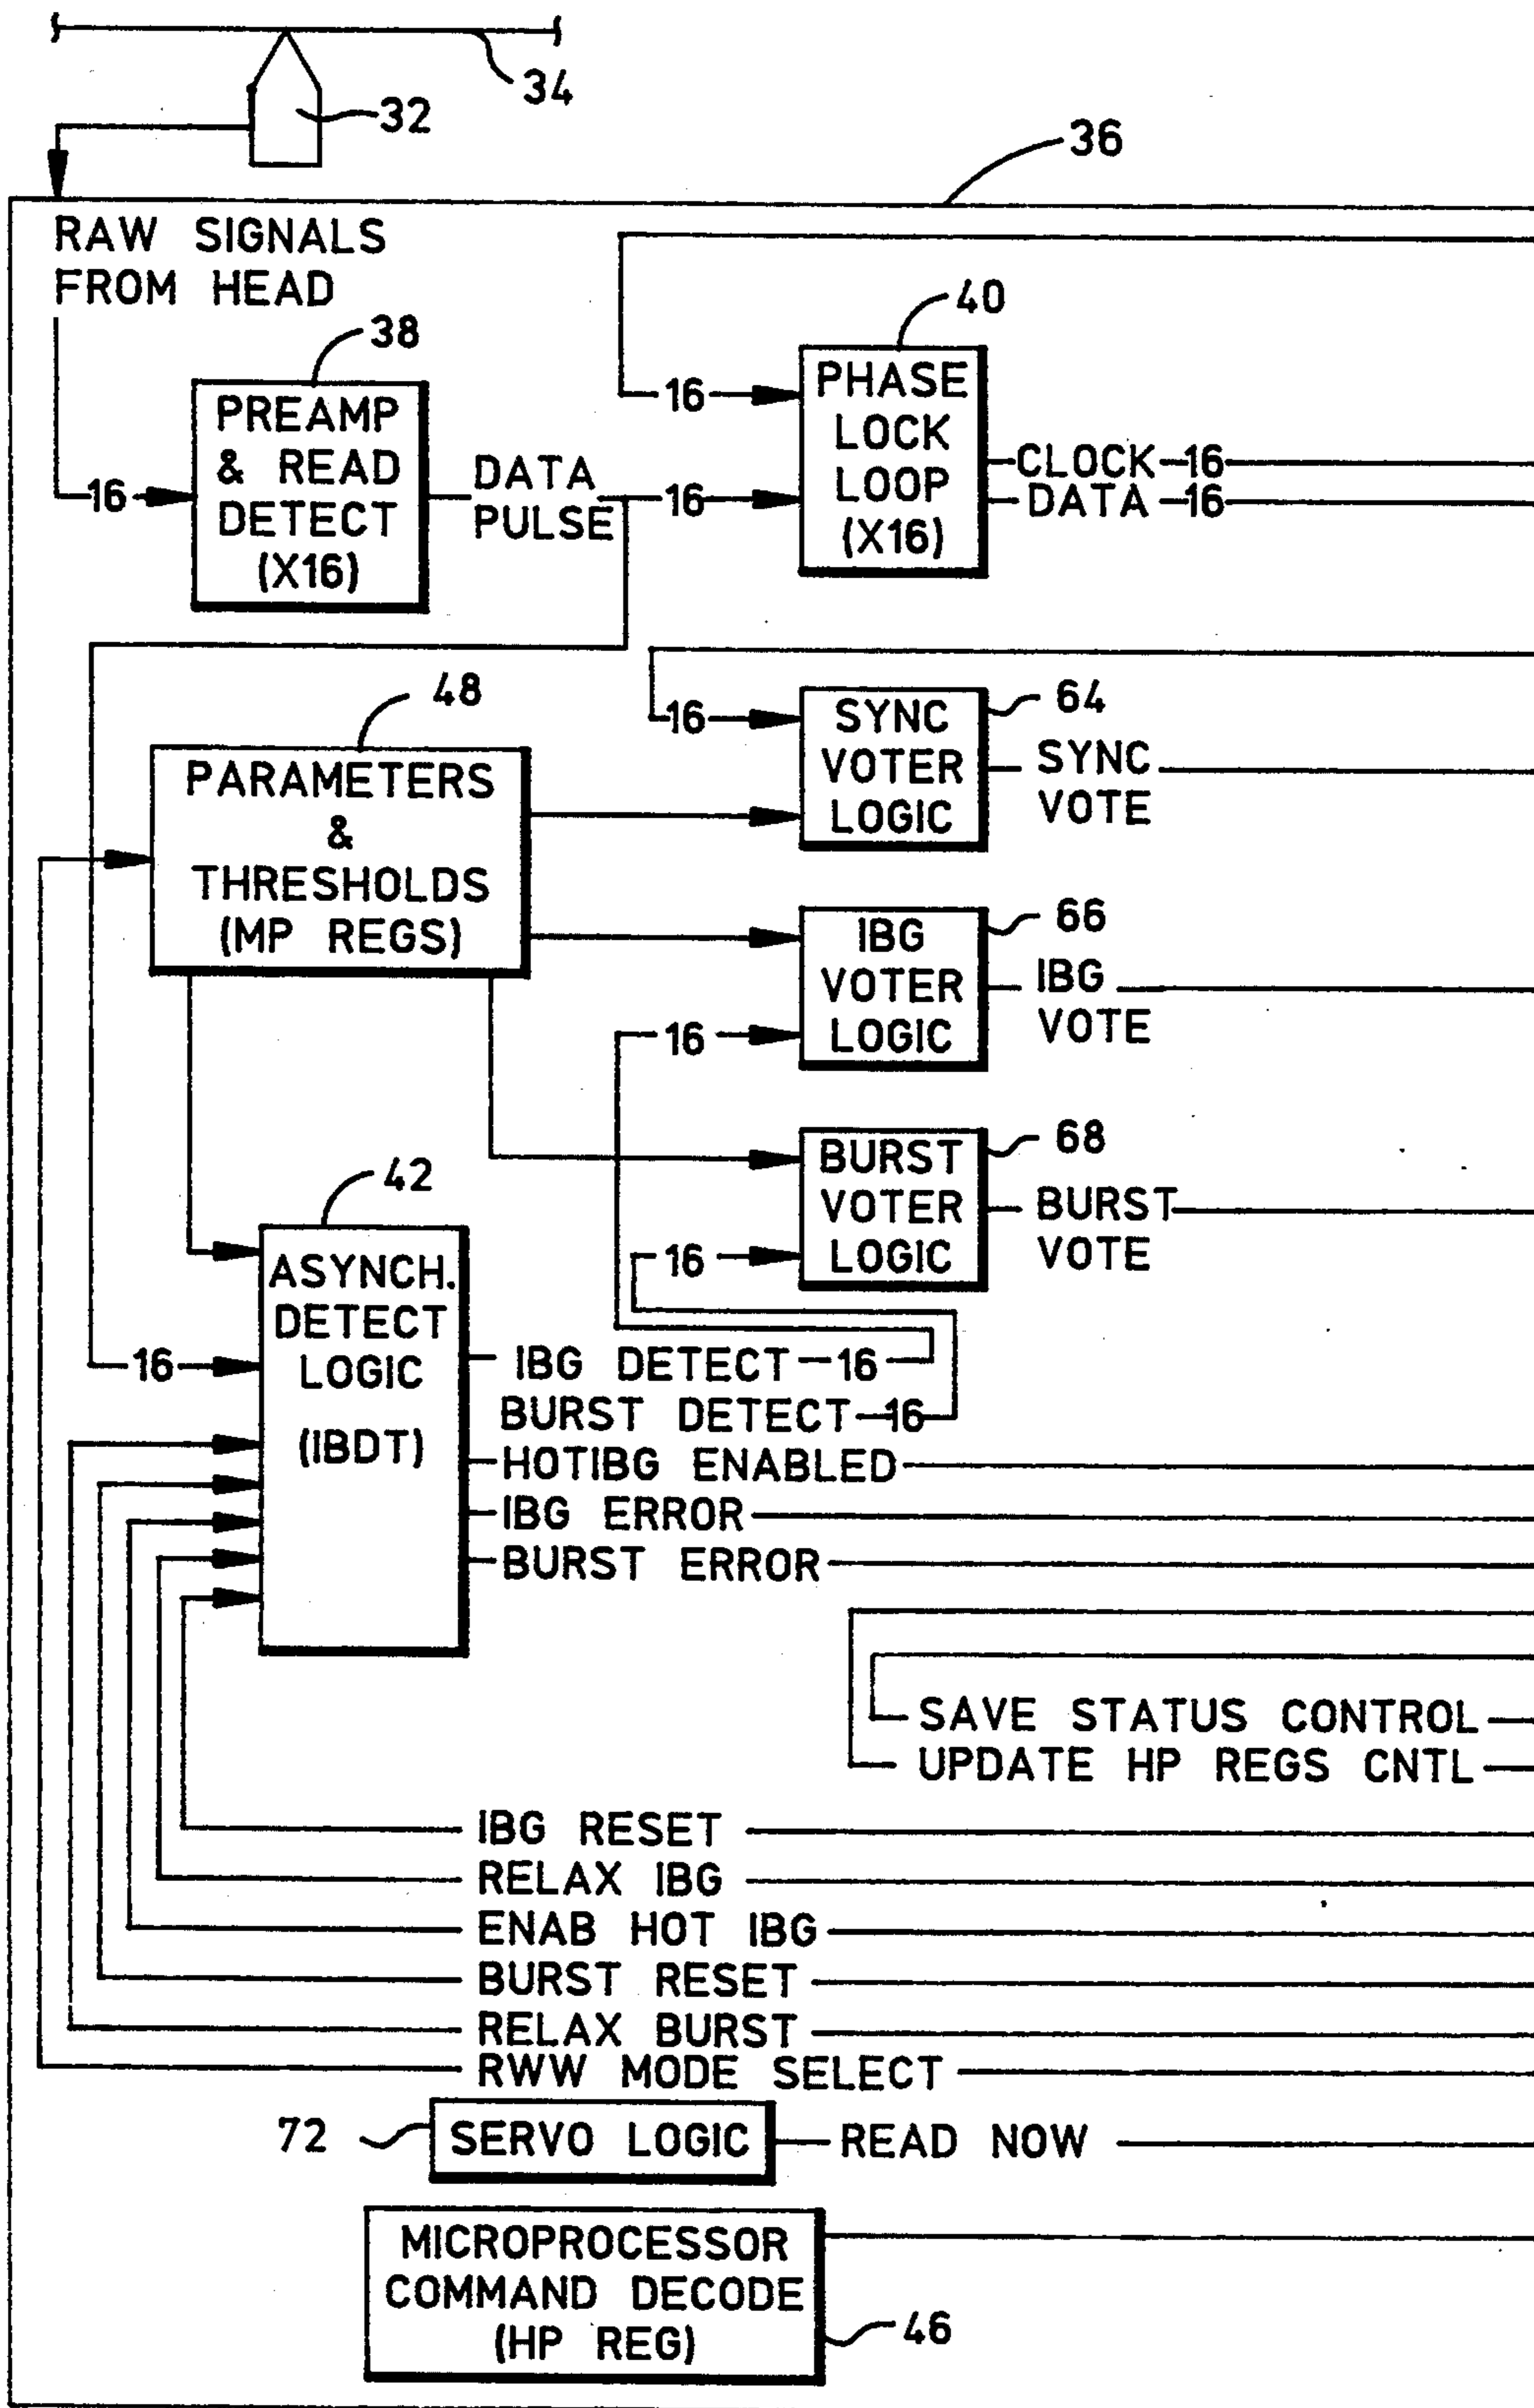 34
32
36
RAW SIGNALS
FROM HEAD
38
PREAMP
& READ
DETECT
(X16)
16
DATA
PULSE
16
16
40
PHASE
LOCK
LOOP
(X16)
CLOCK 16
DATA 16
48
PARAMETERS
&
THRESHOLDS
(MP REGS)
16
64
SYNC
VOTER
LOGIC
SYNC
VOTE
66
IBG
VOTER
LOGIC
16
IBG
VOTE
68
BURST
VOTER
LOGIC
16
BURST
VOTE
42
ASYNCH.
DETECT
LOGIC
(IBDT)
16
IBG DETECT 16
BURST DETECT 16
HOTIBG ENABLED
IBG ERROR
BURST ERROR
SAVE STATUS CONTROL
UPDATE HP REGS CNTL
IBG RESET
RELAX IBG
ENAB HOT IBG
BURST RESET
RELAX BURST
RWW MODE SELECT
72
SERVO LOGIC
READ NOW
MICROPROCESSOR
COMMAND DECODE
(HP REG)
46